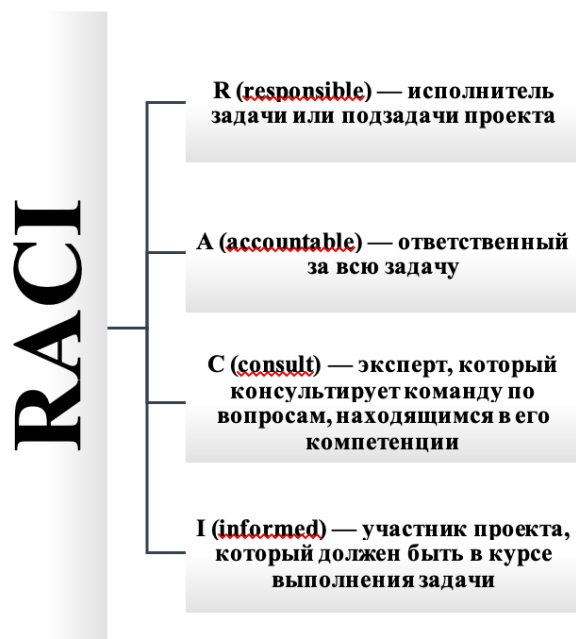 RACI
R (responsible) — исполнитель
задачи или подзадачи проекта
A (accountable) — ответственный
за всю задачу
C (consult) — эксперт, который
консультирует команду по
вопросам, находящимся в его
компетенции
I (informed) — участник проекта,
который должен быть в курсе
выполнения задачи